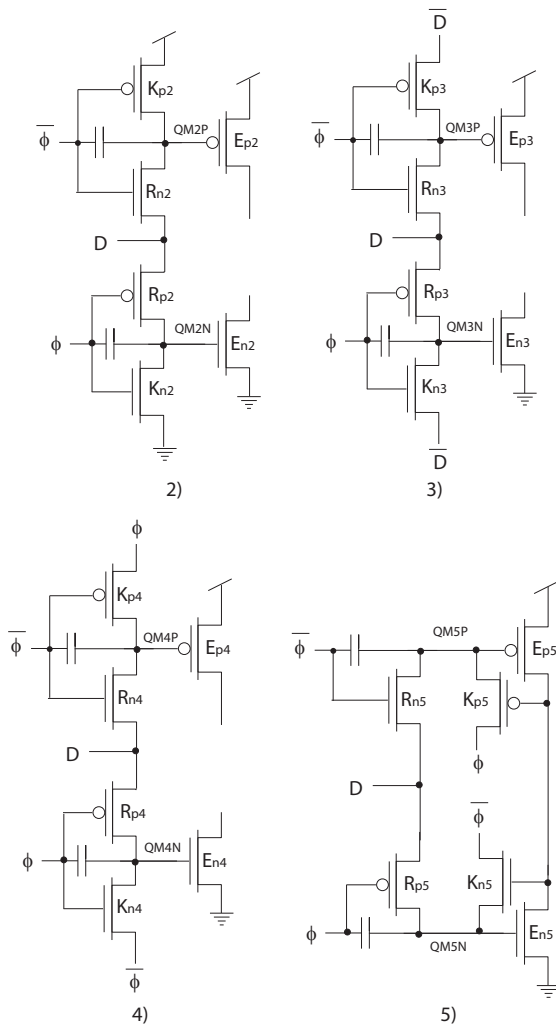 D̅
Kp2
Kp3
ϕ̅
QM2P
Ep2
ϕ̅
QM3P
Ep3
Rn2
Rn3
D
D
Rp2
Rp3
ϕ
QM2N
En2
ϕ
QM3N
En3
Kn2
Kn3
D̅
2)
3)
ϕ
Kp4
ϕ̅
QM4P
Ep4
ϕ̅
QM5P
Ep5
Rn4
Rn5
Kp5
ϕ
D
D
ϕ̅
Rp4
Rp5
Kn5
ϕ
QM4N
En4
Kn4
En5
ϕ
QM5N
ϕ̅
4)
5)